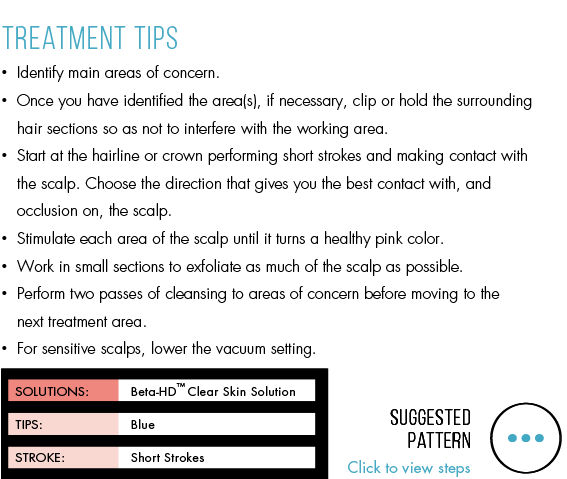 TREATMENT TIPS
• Identify main areas of concern.
• Once you have identified the area(s), if necessary, clip or hold the surrounding
hair sections so as not to interfere with the working area.
• Start at the hairline or crown performing short strokes and making contact with
the scalp. Choose the direction that gives you the best contact with, and
occlusion on, the scalp.
• Stimulate each area of the scalp until it turns a healthy pink color.
• Work in small sections to exfoliate as much of the scalp as possible.
• Perform two passes of cleansing to areas of concern before moving to the
next treatment area.
• For sensitive scalps, lower the vacuum setting.
SOLUTIONS: Beta-HD™ Clear Skin Solution
TIPS: Blue
STROKE: Short Strokes
SUGGESTED
PATTERN
Click to view steps